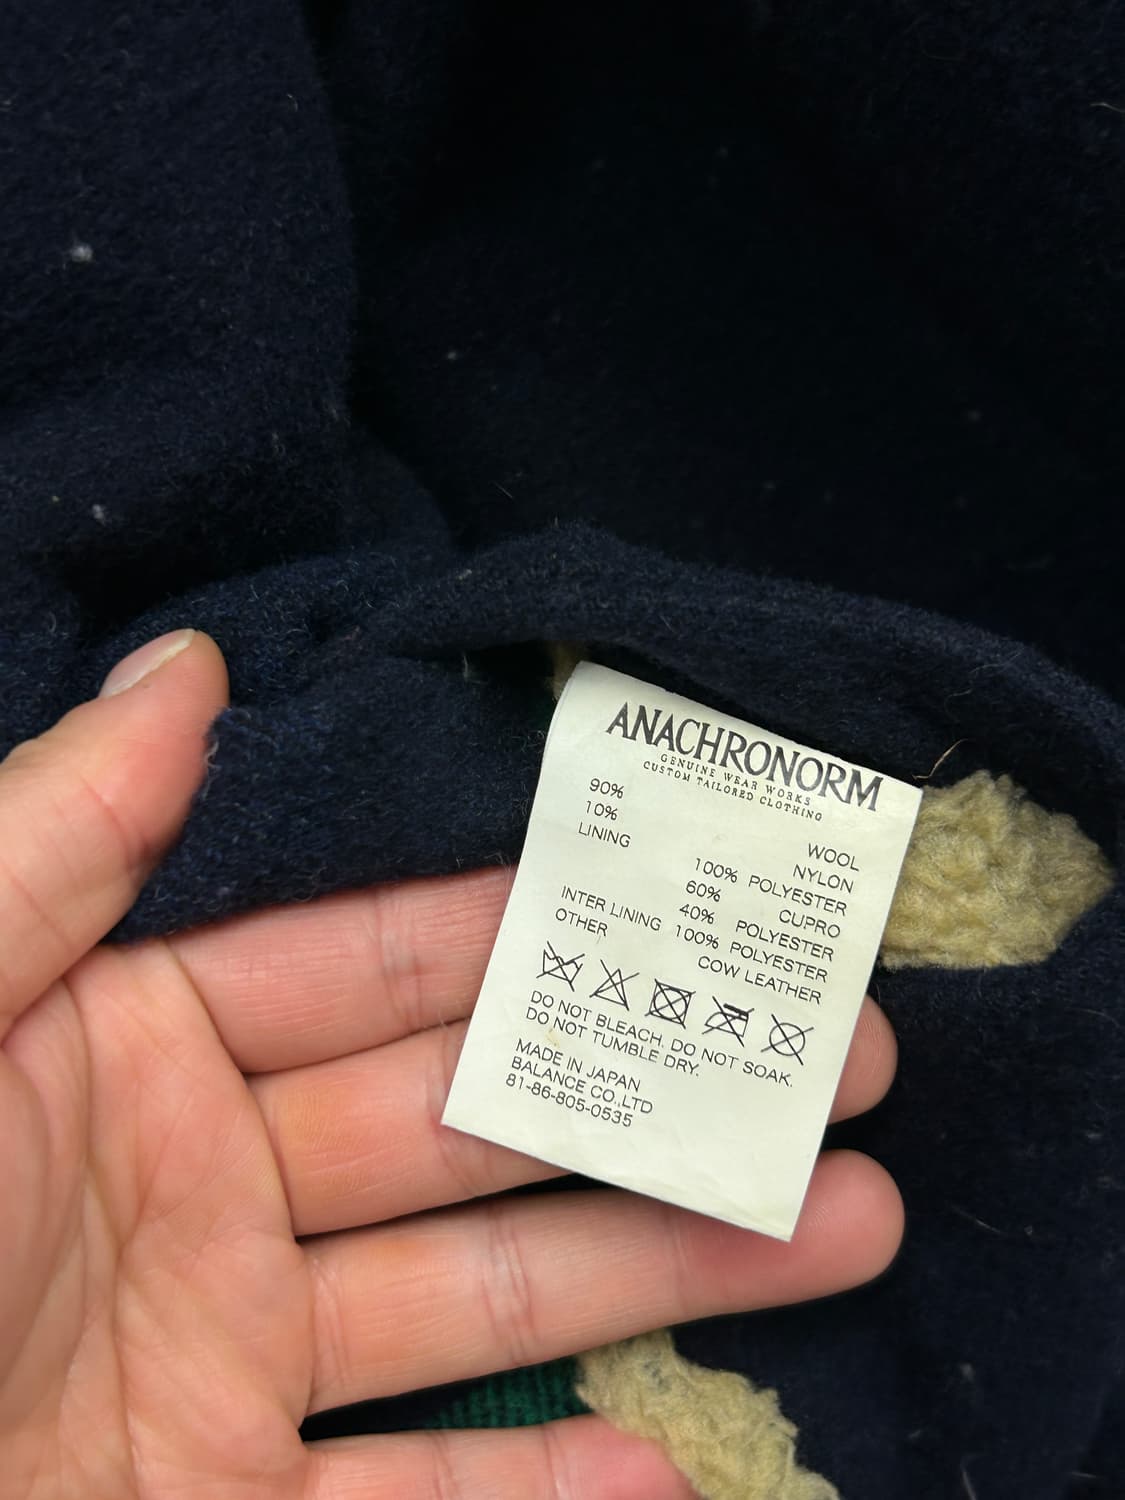 ANACHRONORM
GENUINE WEAR WORKS
CUSTOM TAILORED CLOTHING
90% WOOL
10% NYLON
LINING 100% POLYESTER
60% CUPRO
40% POLYESTER
INTER LINING 100% POLYESTER
OTHER COW LEATHER
DO NOT BLEACH. DO NOT SOAK.
DO NOT TUMBLE DRY.
MADE IN JAPAN
BALANCE CO.,LTD
81-86-805-0535